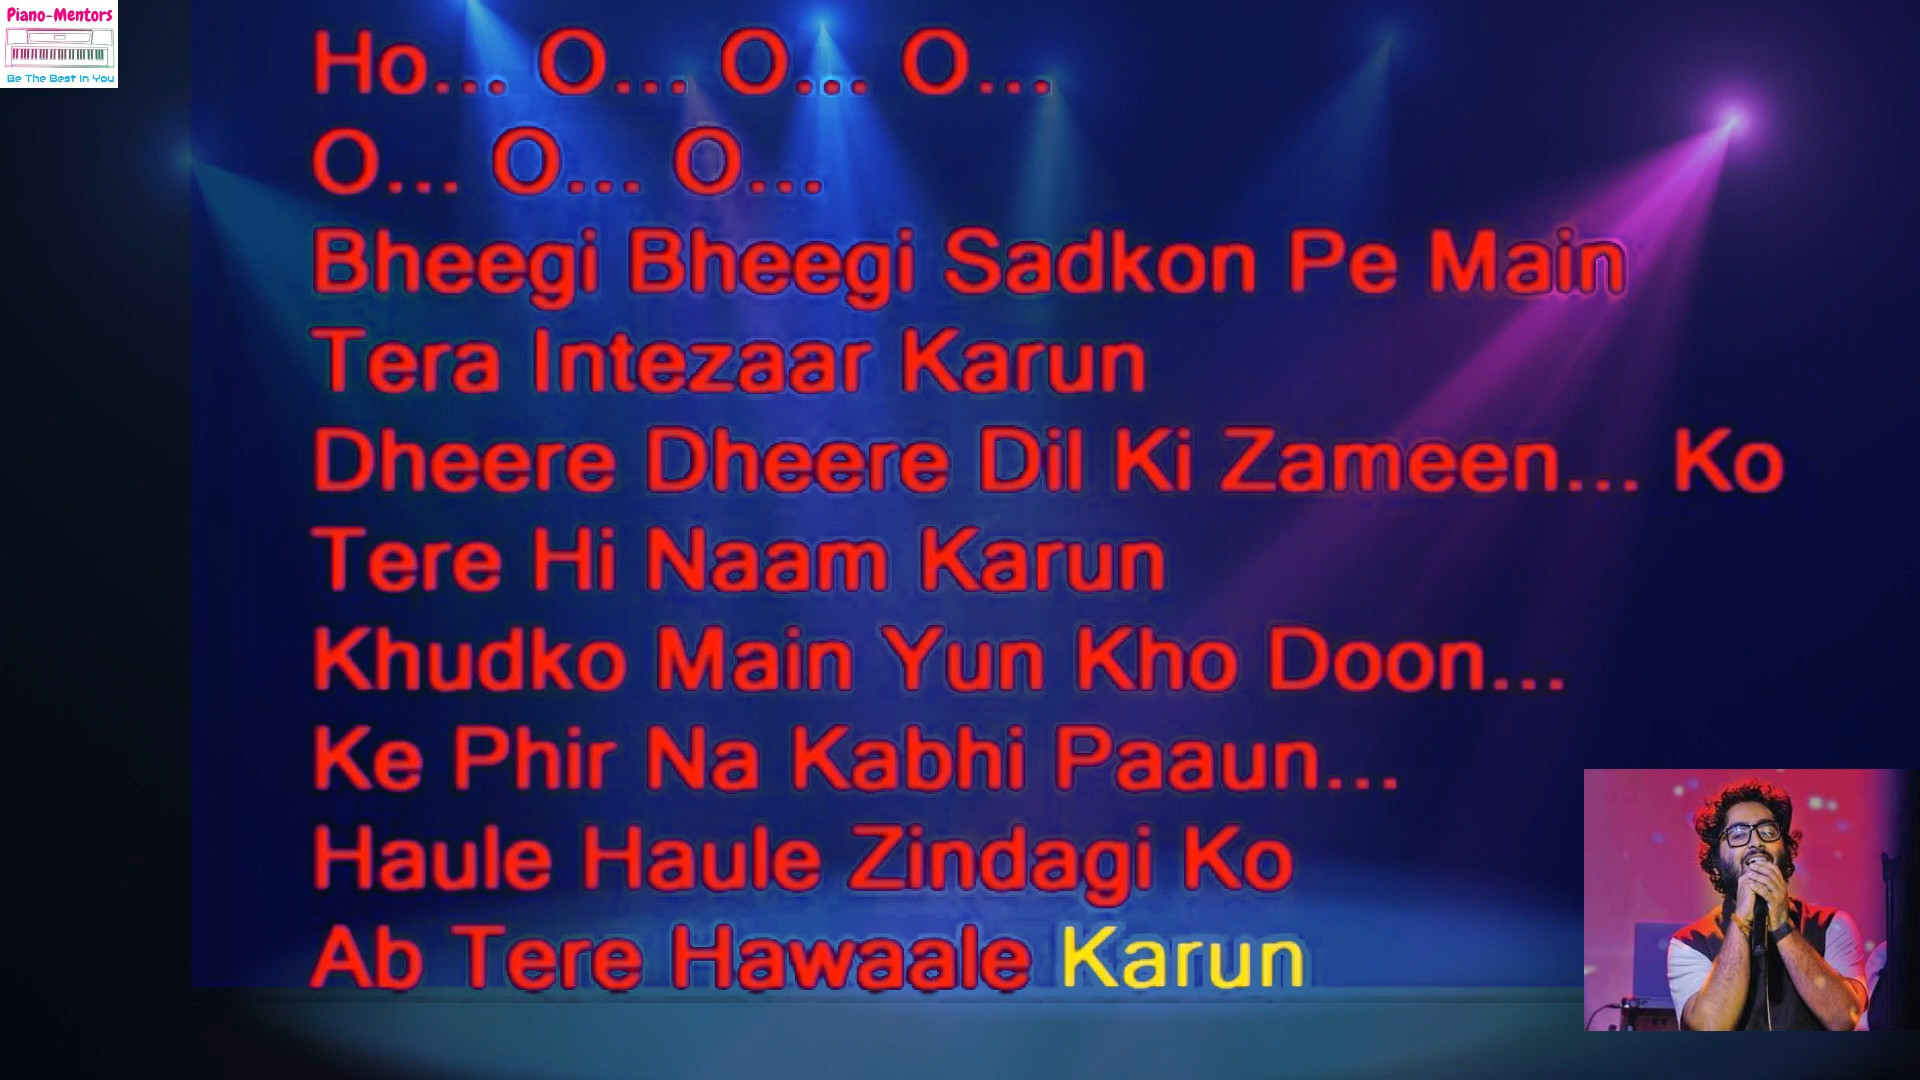 Piano-Mentors
Be The Best In You
Ho... O... O... O...
O... O... O...
Bheegi Bheegi Sadkon Pe Main
Tera Intezaar Karun
Dheere Dheere Dil Ki Zameen... Ko
Tere Hi Naam Karun
Khudko Main Yun Kho Doon...
Ke Phir Na Kabhi Paaun...
Haule Haule Zindagi Ko
Ab Tere Hawaale Karun